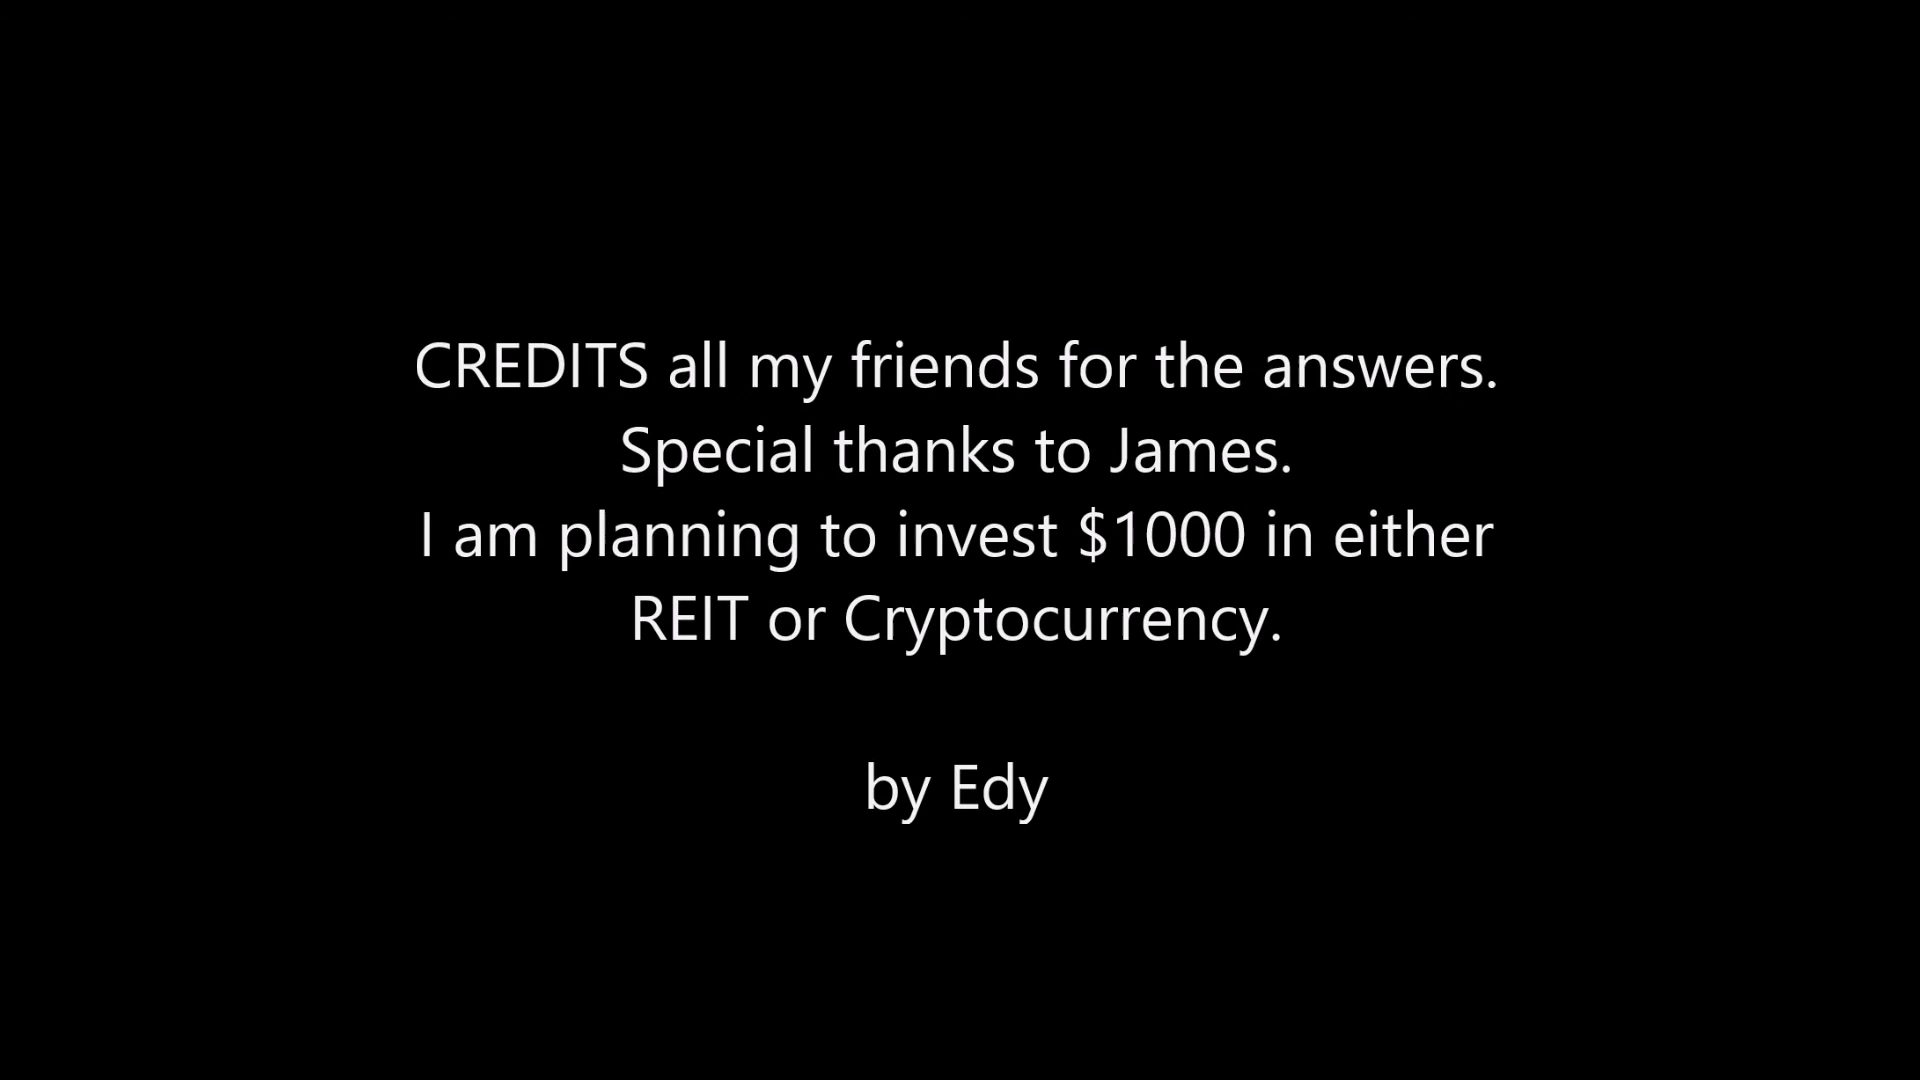 CREDITS all my friends for the answers.
Special thanks to James.
I am planning to invest $1000 in either
REIT or Cryptocurrency.
by Edy